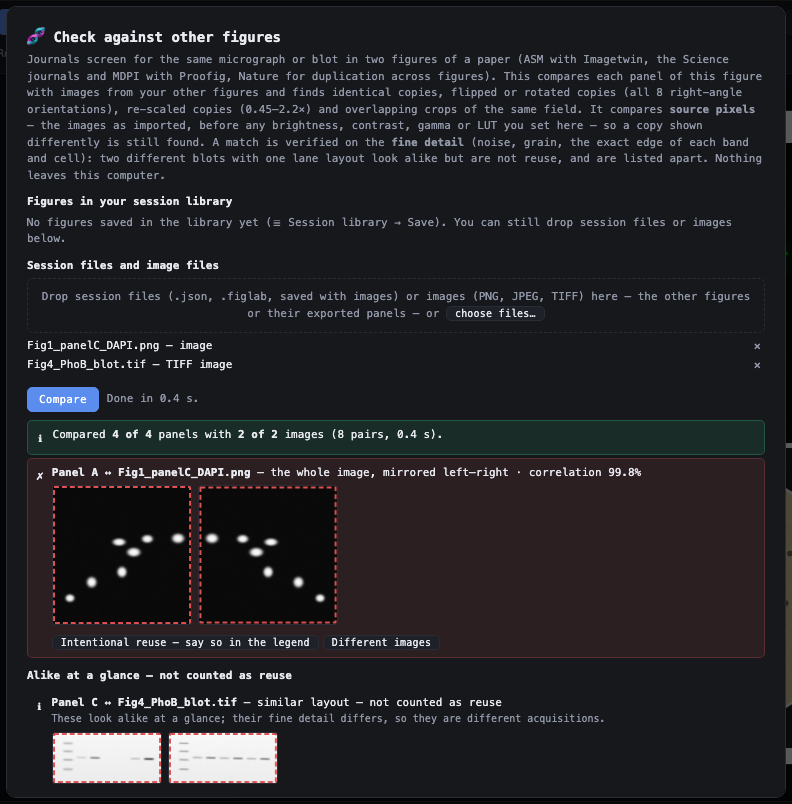 Check against other figures
Journals screen for the same micrograph or blot in two figures of a paper (ASM with Imagetwin, the Science
journals and MDPI with Proofig, Nature for duplication across figures). This compares each panel of this figure
with images from your other figures and finds identical copies, flipped or rotated copies (all 8 right–angle
orientations), re–scaled copies (0.45–2.2×) and overlapping crops of the same field. It compares source pixels
— the images as imported, before any brightness, contrast, gamma or LUT you set here — so a copy shown
differently is still found. A match is verified on the fine detail (noise, grain, the exact edge of each band
and cell): two different blots with one lane layout look alike but are not reuse, and are listed apart. Nothing
leaves this computer.
Figures in your session library
No figures saved in the library yet (≡ Session library → Save). You can still drop session files or images
below.
Session files and image files
Drop session files (.json, .figlab, saved with images) or images (PNG, JPEG, TIFF) here — the other figures
or their exported panels — or choose files…
Fig1_panelC_DAPI.png — image ×
Fig4_PhoB_blot.tif — TIFF image ×
Compare Done in 0.4 s.
i Compared 4 of 4 panels with 2 of 2 images (8 pairs, 0.4 s).
✗ Panel A ↔ Fig1_panelC_DAPI.png — the whole image, mirrored left–right · correlation 99.8%
Intentional reuse — say so in the legend Different images
Alike at a glance — not counted as reuse
i Panel C ↔ Fig4_PhoB_blot.tif — similar layout — not counted as reuse
These look alike at a glance; their fine detail differs, so they are different acquisitions.